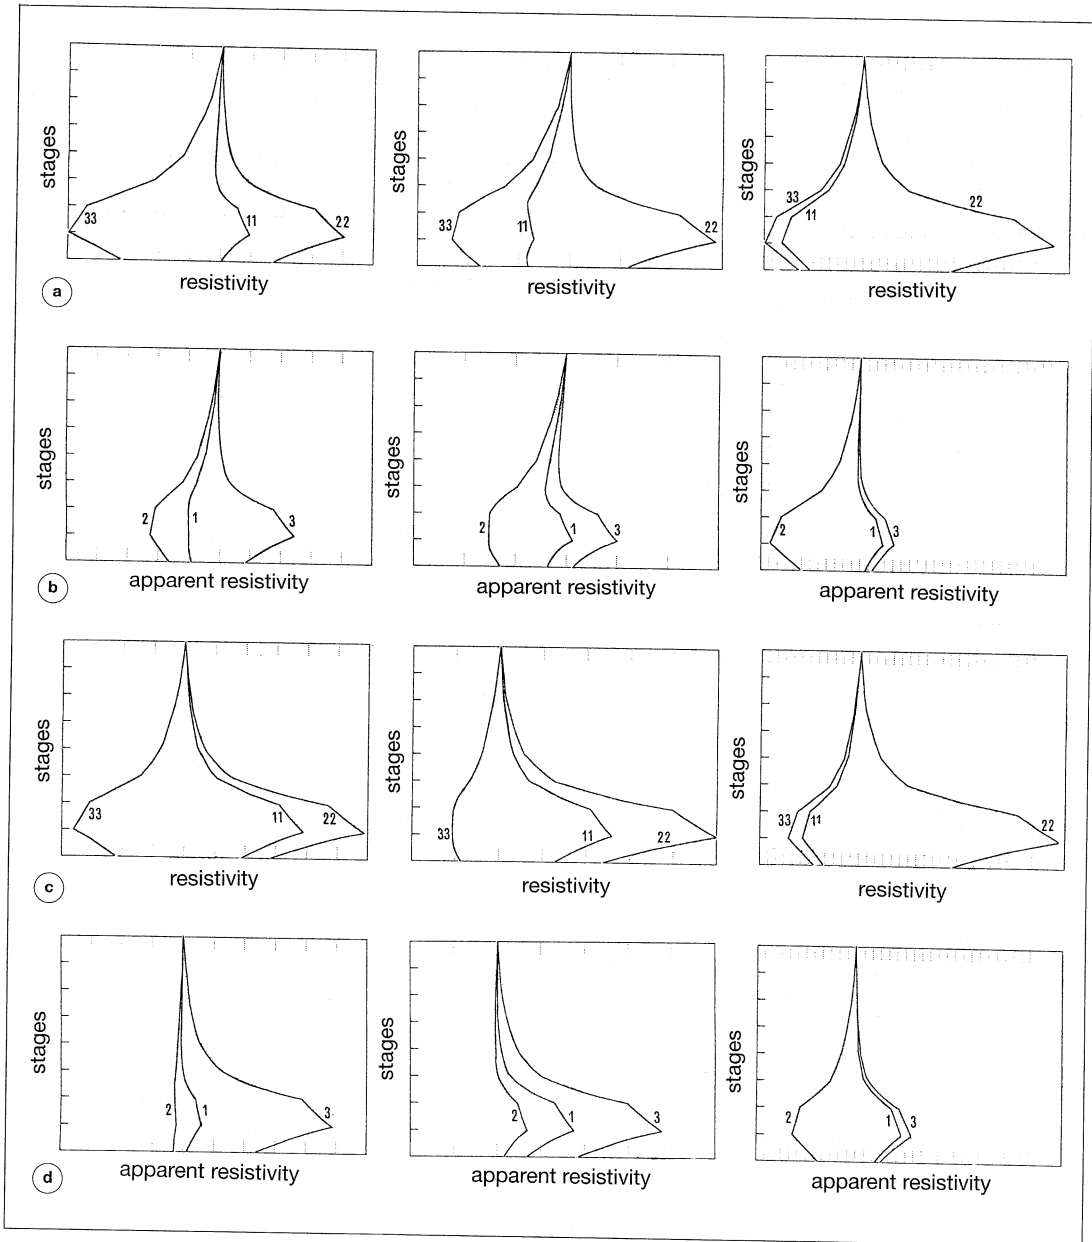 stages
33
11
22
resistivity
stages
33
11
22
resistivity
stages
33
11
22
resistivity
a
stages
2
1
3
apparent resistivity
stages
2
1
3
apparent resistivity
stages
2
1
3
apparent resistivity
b
stages
33
11
22
resistivity
stages
33
11
22
resistivity
stages
33
11
22
resistivity
c
stages
2
1
3
apparent resistivity
stages
2
1
3
apparent resistivity
stages
2
1
3
apparent resistivity
d